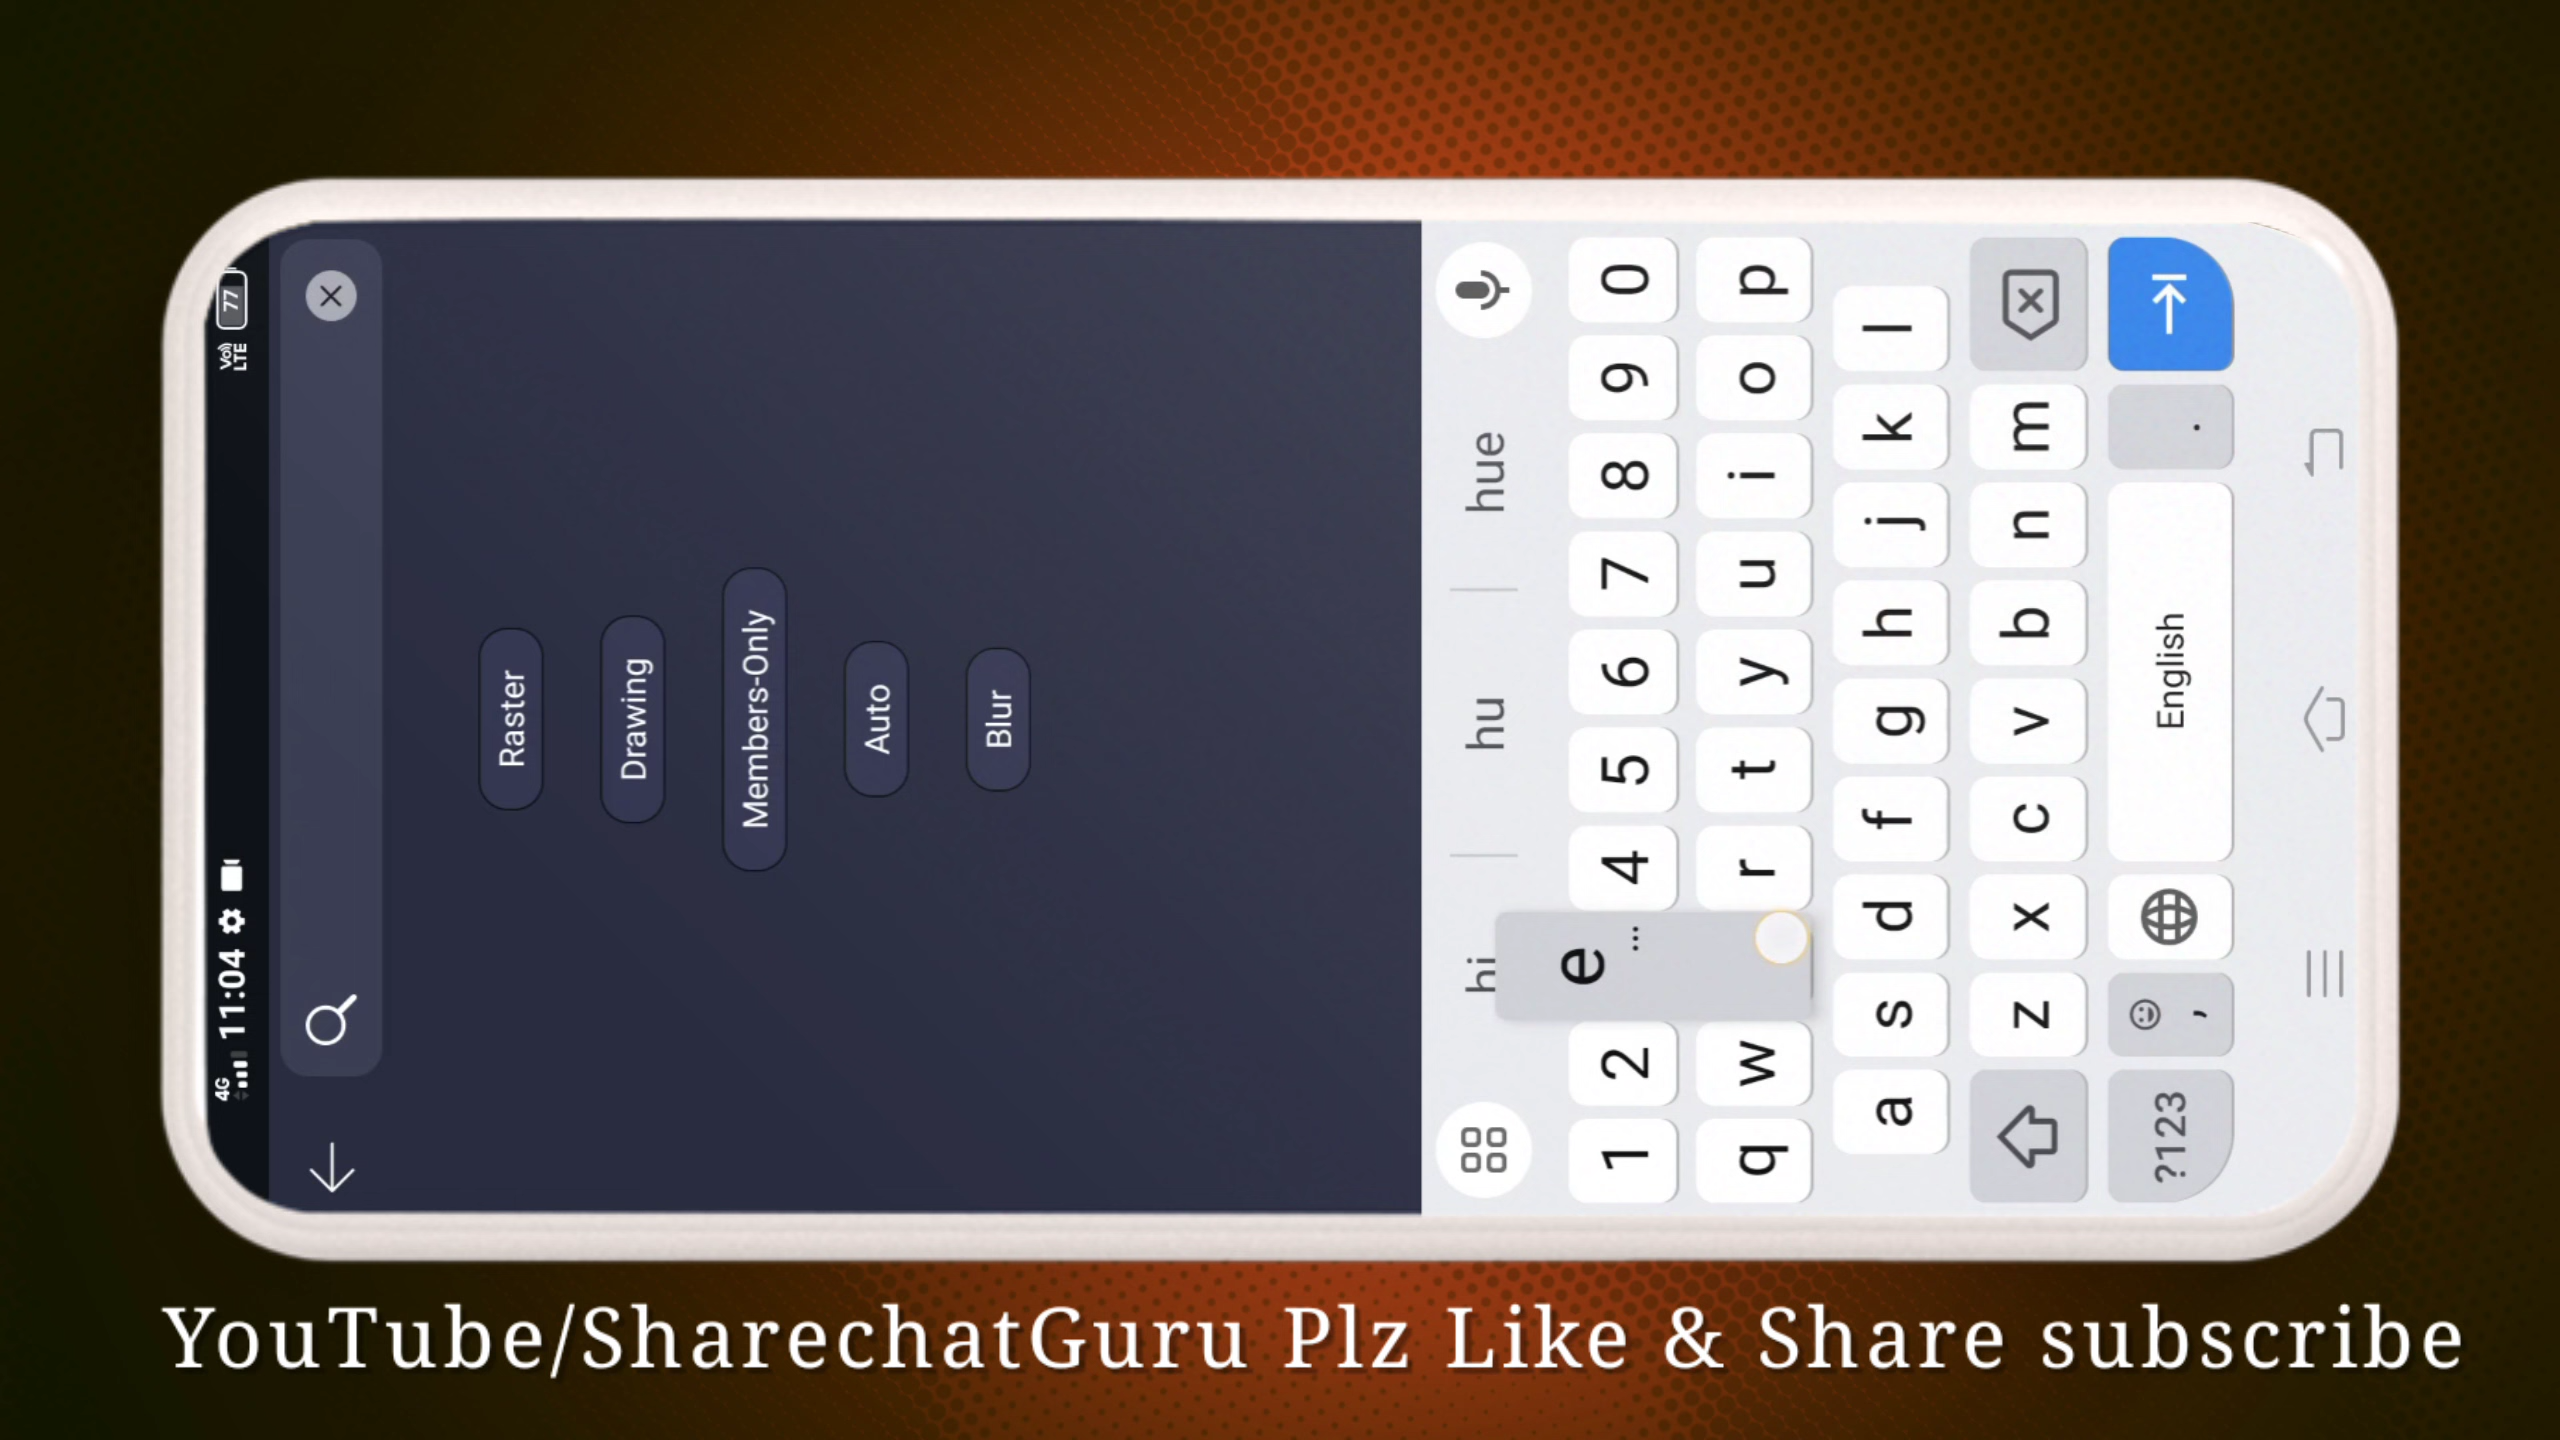 4G 11:04 Vo)) LTE 77
Raster
Drawing
Members-Only
Auto
Blur
hi hu hue
1 2 4 5 6 7 8 9 0
q w e r t y u i o p
a s d f g h j k l
z x c v b n m
?123 , English .
YouTube/SharechatGuru Plz Like & Share subscribe